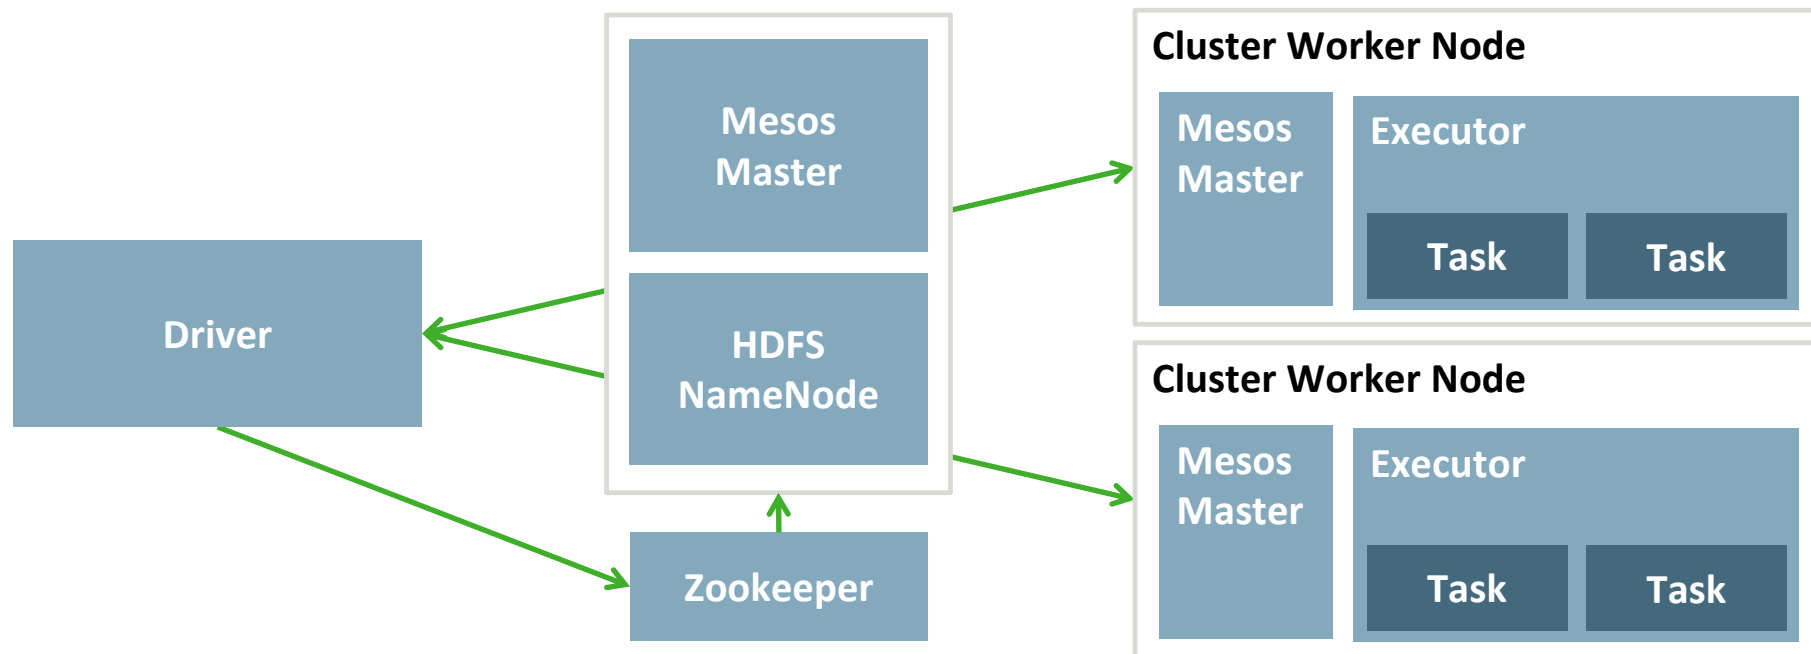 Driver
Mesos
Master
HDFS
NameNode
Zookeeper
Cluster Worker Node
Mesos
Master
Executor
Task
Task
Cluster Worker Node
Mesos
Master
Executor
Task
Task